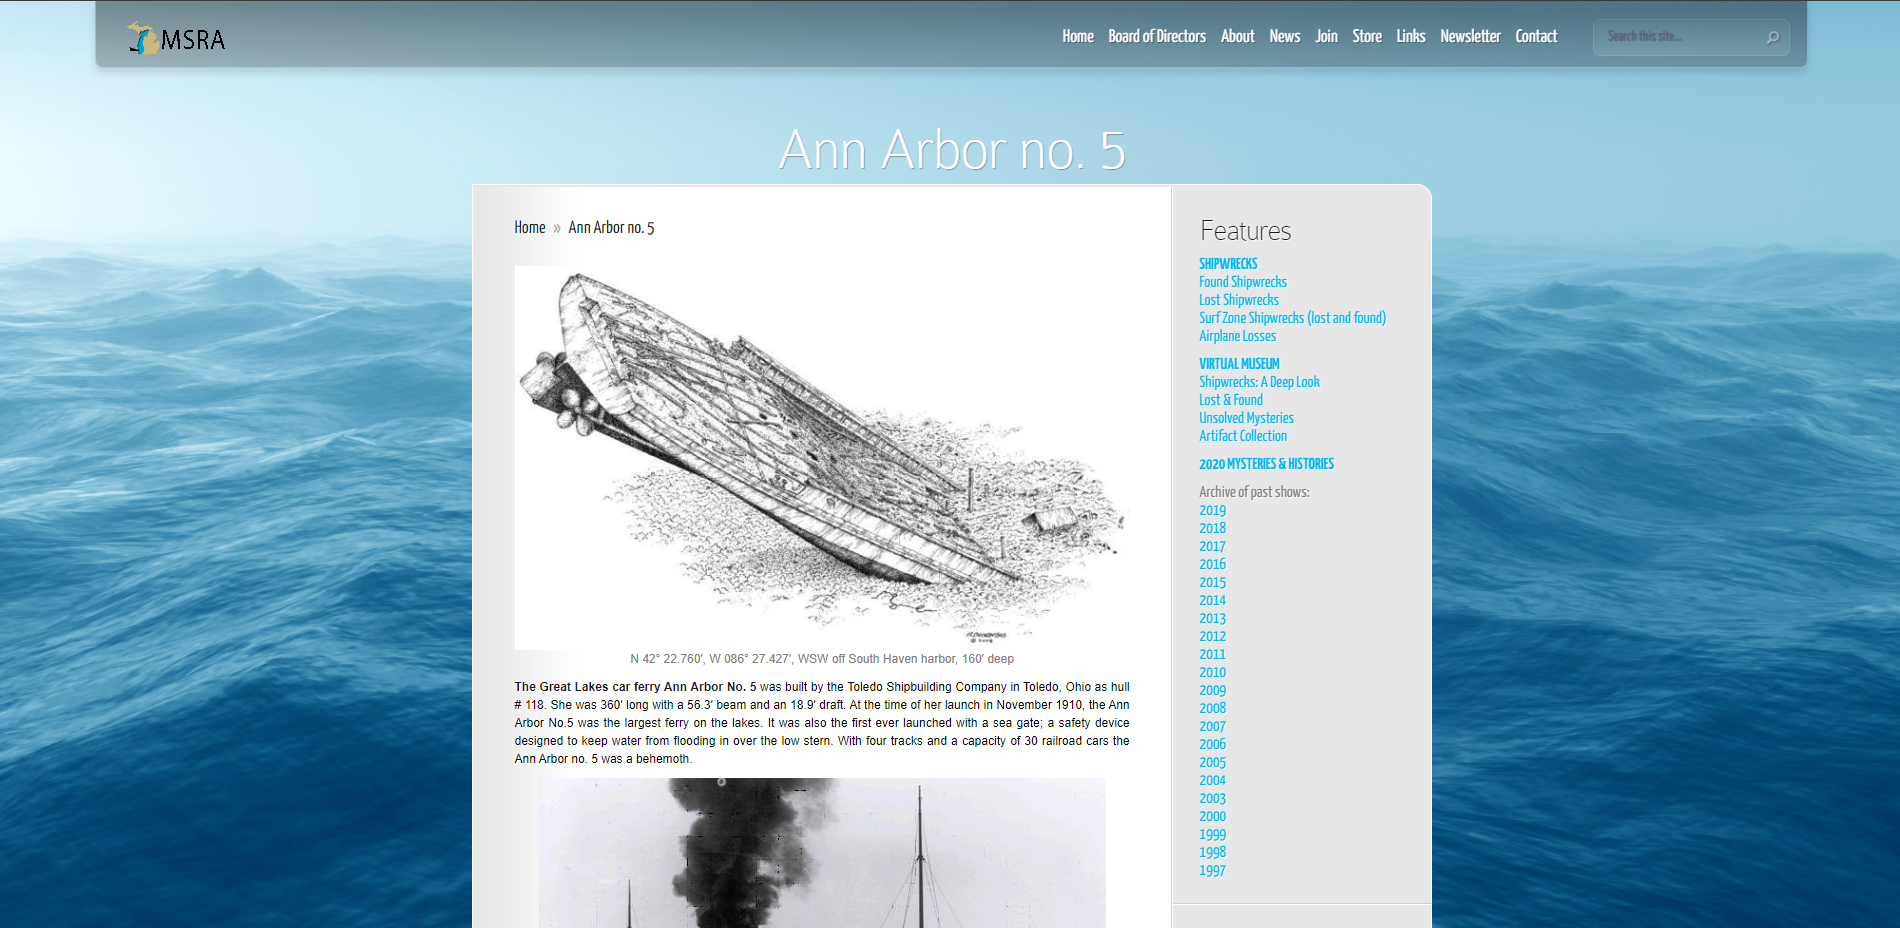 MSRA
Home Board of Directors About News Join Store Links Newsletter Contact
Search this site...
Ann Arbor no. 5
Home » Ann Arbor no. 5
N 42° 22.760′, W 086° 27.427′, WSW off South Haven harbor, 160′ deep
The Great Lakes car ferry Ann Arbor No. 5 was built by the Toledo Shipbuilding Company in Toledo, Ohio as hull
# 118. She was 360′ long with a 56.3′ beam and an 18.9′ draft. At the time of her launch in November 1910, the Ann
Arbor No.5 was the largest ferry on the lakes. It was also the first ever launched with a sea gate; a safety device
designed to keep water from flooding in over the low stern. With four tracks and a capacity of 30 railroad cars the
Ann Arbor no. 5 was a behemoth.
Features
SHIPWRECKS
Found Shipwrecks
Lost Shipwrecks
Surf Zone Shipwrecks (lost and found)
Airplane Losses
VIRTUAL MUSEUM
Shipwrecks: A Deep Look
Lost & Found
Unsolved Mysteries
Artifact Collection
2020 MYSTERIES & HISTORIES
Archive of past shows:
2019
2018
2017
2016
2015
2014
2013
2012
2011
2010
2009
2008
2007
2006
2005
2004
2003
2000
1999
1998
1997